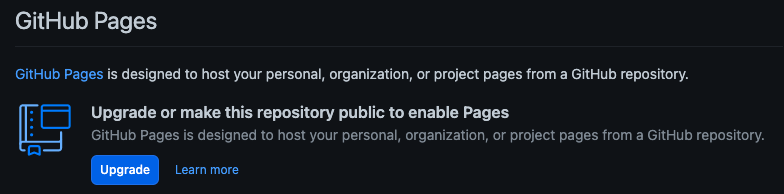 GitHub Pages
GitHub Pages is designed to host your personal, organization, or project pages from a GitHub repository.
Upgrade or make this repository public to enable Pages
GitHub Pages is designed to host your personal, organization, or project pages from a GitHub repository.
Upgrade Learn more